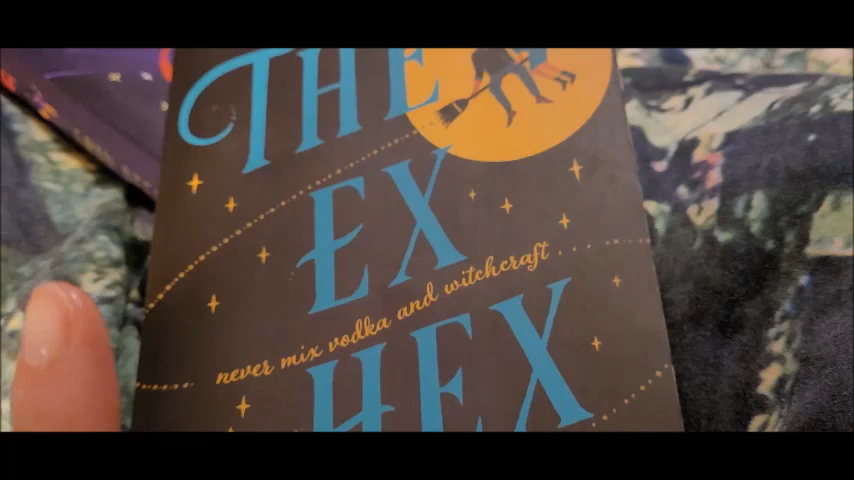 THE
EX
never mix vodka and witchcraft
HEX